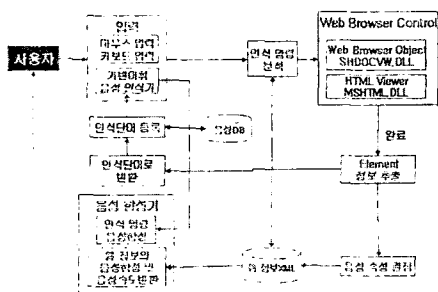 사용자
입력
마우스 입력
키보드 입력
가변어휘
음성 인식기
인식 명령
분석
Web Browser Control
Web Browser Object
SHDOCVW.DLL
HTML Viewer
MSHTML.DLL
완료
인식단어 등록
음성DB
인식단어로
변환
Element
정보 추출
음성 합성기
인식 명령
음성합성
웹 정보의
음성합성 및
음성속도변환
웹 정보XML
음성 속성 결정